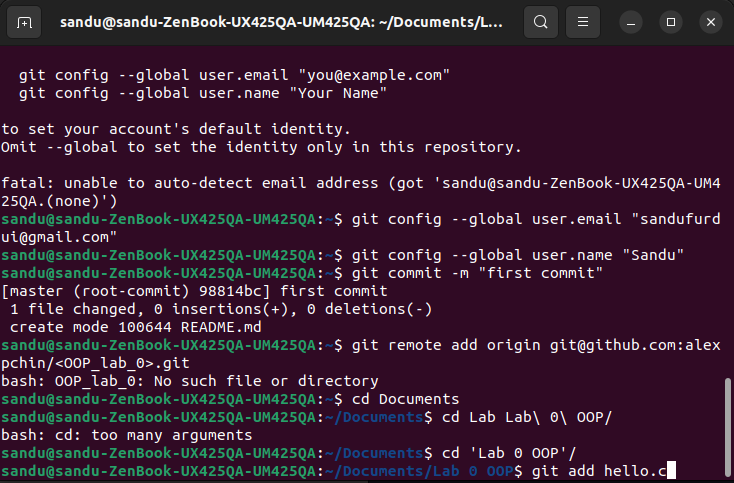 sandu@sandu-ZenBook-UX425QA-UM425QA: ~/Documents/L...
git config --global user.email "you@example.com"
git config --global user.name "Your Name"
to set your account's default identity.
Omit --global to set the identity only in this repository.
fatal: unable to auto-detect email address (got 'sandu@sandu-ZenBook-UX425QA-UM4
25QA.(none)')
sandu@sandu-ZenBook-UX425QA-UM425QA:~$ git config --global user.email "sandufurd
ui@gmail.com"
sandu@sandu-ZenBook-UX425QA-UM425QA:~$ git config --global user.name "Sandu"
sandu@sandu-ZenBook-UX425QA-UM425QA:~$ git commit -m "first commit"
[master (root-commit) 98814bc] first commit
1 file changed, 0 insertions(+), 0 deletions(-)
create mode 100644 README.md
sandu@sandu-ZenBook-UX425QA-UM425QA:~$ git remote add origin git@github.com:alex
pchin/<OOP_lab_0>.git
bash: OOP_lab_0: No such file or directory
sandu@sandu-ZenBook-UX425QA-UM425QA:~$ cd Documents
sandu@sandu-ZenBook-UX425QA-UM425QA:~/Documents$ cd Lab Lab\ 0\ OOP/
bash: cd: too many arguments
sandu@sandu-ZenBook-UX425QA-UM425QA:~/Documents$ cd 'Lab 0 OOP'/
sandu@sandu-ZenBook-UX425QA-UM425QA:~/Documents/Lab 0 OOP$ git add hello.c